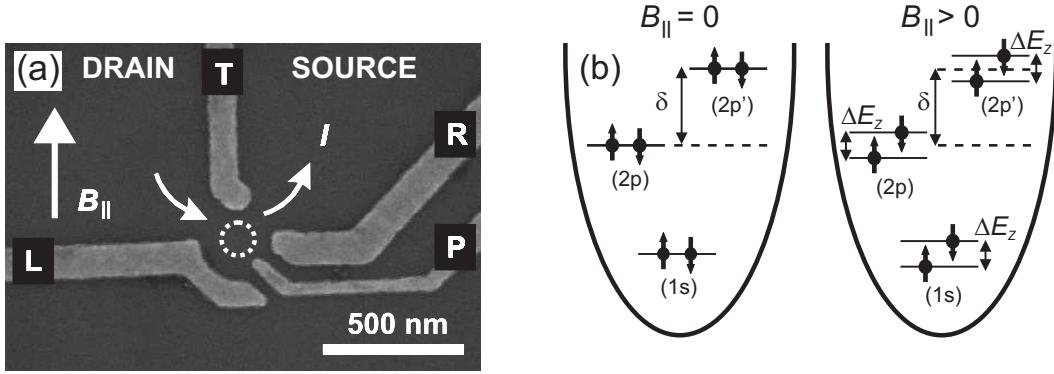 (a) DRAIN T SOURCE
I
R
B||
L
P
500 nm
B|| = 0
B|| > 0
(b)
δ
(2p')
(2p)
(1s)
ΔEz
(2p')
δ
ΔEz
(2p)
ΔEz
(1s)